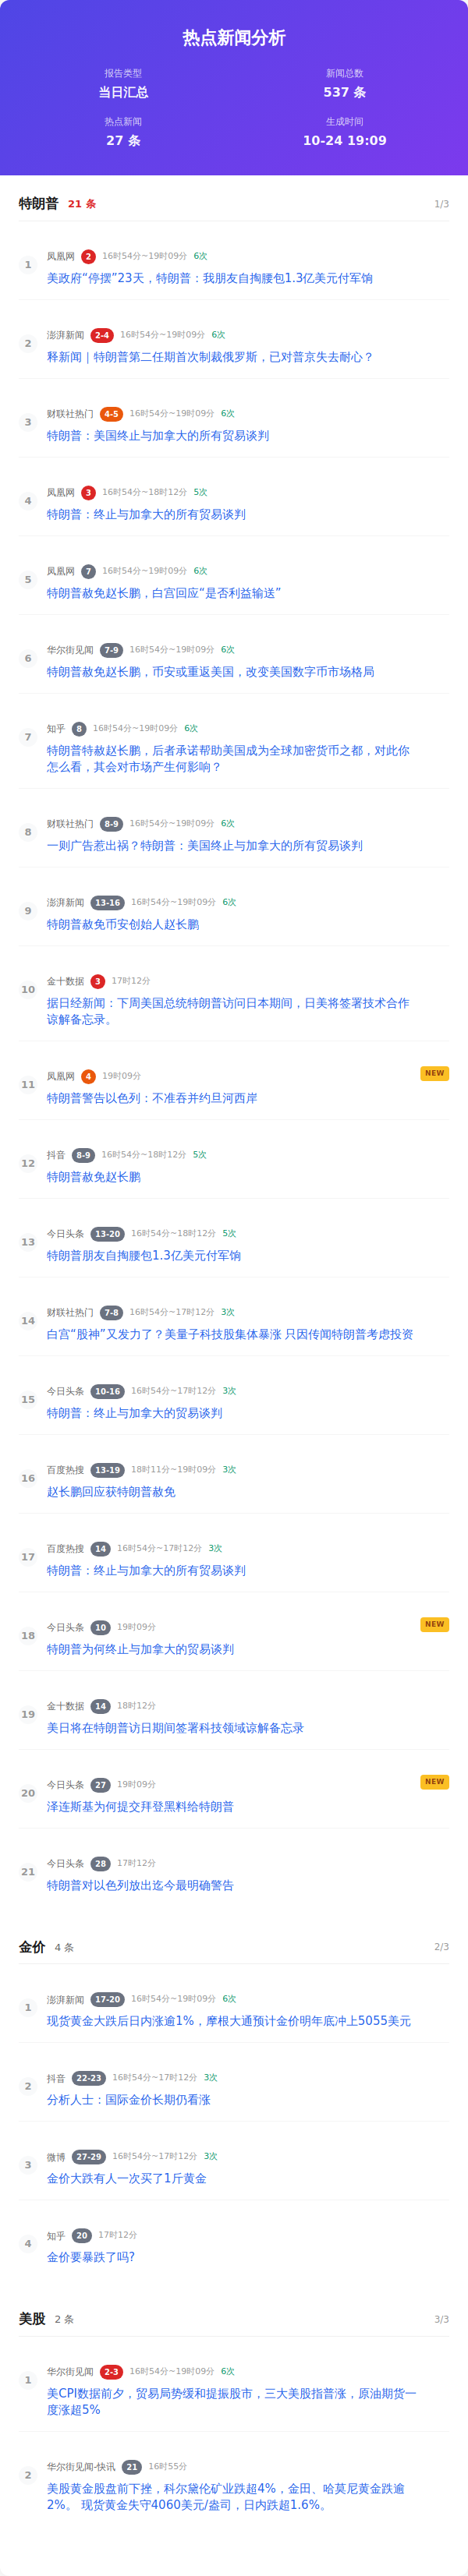 热点新闻分析
报告类型
当日汇总
新闻总数
537 条
热点新闻
27 条
生成时间
10-24 19:09
特朗普 21 条 1/3
1 凤凰网 2 16时54分~19时09分 6次
美政府“停摆”23天，特朗普：我朋友自掏腰包1.3亿美元付军饷
2 澎湃新闻 2-4 16时54分~19时09分 6次
释新闻｜特朗普第二任期首次制裁俄罗斯，已对普京失去耐心？
3 财联社热门 4-5 16时54分~19时09分 6次
特朗普：美国终止与加拿大的所有贸易谈判
4 凤凰网 3 16时54分~18时12分 5次
特朗普：终止与加拿大的所有贸易谈判
5 凤凰网 7 16时54分~19时09分 6次
特朗普赦免赵长鹏，白宫回应“是否利益输送”
6 华尔街见闻 7-9 16时54分~19时09分 6次
特朗普赦免赵长鹏，币安或重返美国，改变美国数字币市场格局
7 知乎 8 16时54分~19时09分 6次
特朗普特赦赵长鹏，后者承诺帮助美国成为全球加密货币之都，对此你
怎么看，其会对市场产生何影响？
8 财联社热门 8-9 16时54分~19时09分 6次
一则广告惹出祸？特朗普：美国终止与加拿大的所有贸易谈判
9 澎湃新闻 13-16 16时54分~19时09分 6次
特朗普赦免币安创始人赵长鹏
10 金十数据 3 17时12分
据日经新闻：下周美国总统特朗普访问日本期间，日美将签署技术合作
谅解备忘录。
11 凤凰网 4 19时09分 NEW
特朗普警告以色列：不准吞并约旦河西岸
12 抖音 8-9 16时54分~18时12分 5次
特朗普赦免赵长鹏
13 今日头条 13-20 16时54分~18时12分 5次
特朗普朋友自掏腰包1.3亿美元付军饷
14 财联社热门 7-8 16时54分~17时12分 3次
白宫“股神”又发力了？美量子科技股集体暴涨 只因传闻特朗普考虑投资
15 今日头条 10-16 16时54分~17时12分 3次
特朗普：终止与加拿大的贸易谈判
16 百度热搜 13-19 18时11分~19时09分 3次
赵长鹏回应获特朗普赦免
17 百度热搜 14 16时54分~17时12分 3次
特朗普：终止与加拿大的所有贸易谈判
18 今日头条 10 19时09分 NEW
特朗普为何终止与加拿大的贸易谈判
19 金十数据 14 18时12分
美日将在特朗普访日期间签署科技领域谅解备忘录
20 今日头条 27 19时09分 NEW
泽连斯基为何提交拜登黑料给特朗普
21 今日头条 28 17时12分
特朗普对以色列放出迄今最明确警告
金价 4 条 2/3
1 澎湃新闻 17-20 16时54分~19时09分 6次
现货黄金大跌后日内涨逾1%，摩根大通预计金价明年底冲上5055美元
2 抖音 22-23 16时54分~17时12分 3次
分析人士：国际金价长期仍看涨
3 微博 27-29 16时54分~17时12分 3次
金价大跌有人一次买了1斤黄金
4 知乎 20 17时12分
金价要暴跌了吗?
美股 2 条 3/3
1 华尔街见闻 2-3 16时54分~19时09分 6次
美CPI数据前夕，贸易局势缓和提振股市，三大美股指普涨，原油期货一
度涨超5%
2 华尔街见闻-快讯 21 16时55分
美股黄金股盘前下挫，科尔黛伦矿业跌超4%，金田、哈莫尼黄金跌逾
2%。 现货黄金失守4060美元/盎司，日内跌超1.6%。